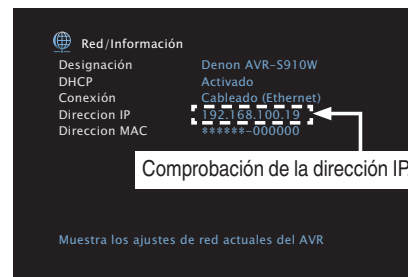 Red/Información
Designación Denon AVR-S910W
DHCP Activado
Conexión Cableado (Ethernet)
Direccion IP 192.168.100.19
Direccion MAC ******-000000
Comprobación de la dirección IP.
Muestra los ajustes de red actuales del AVR